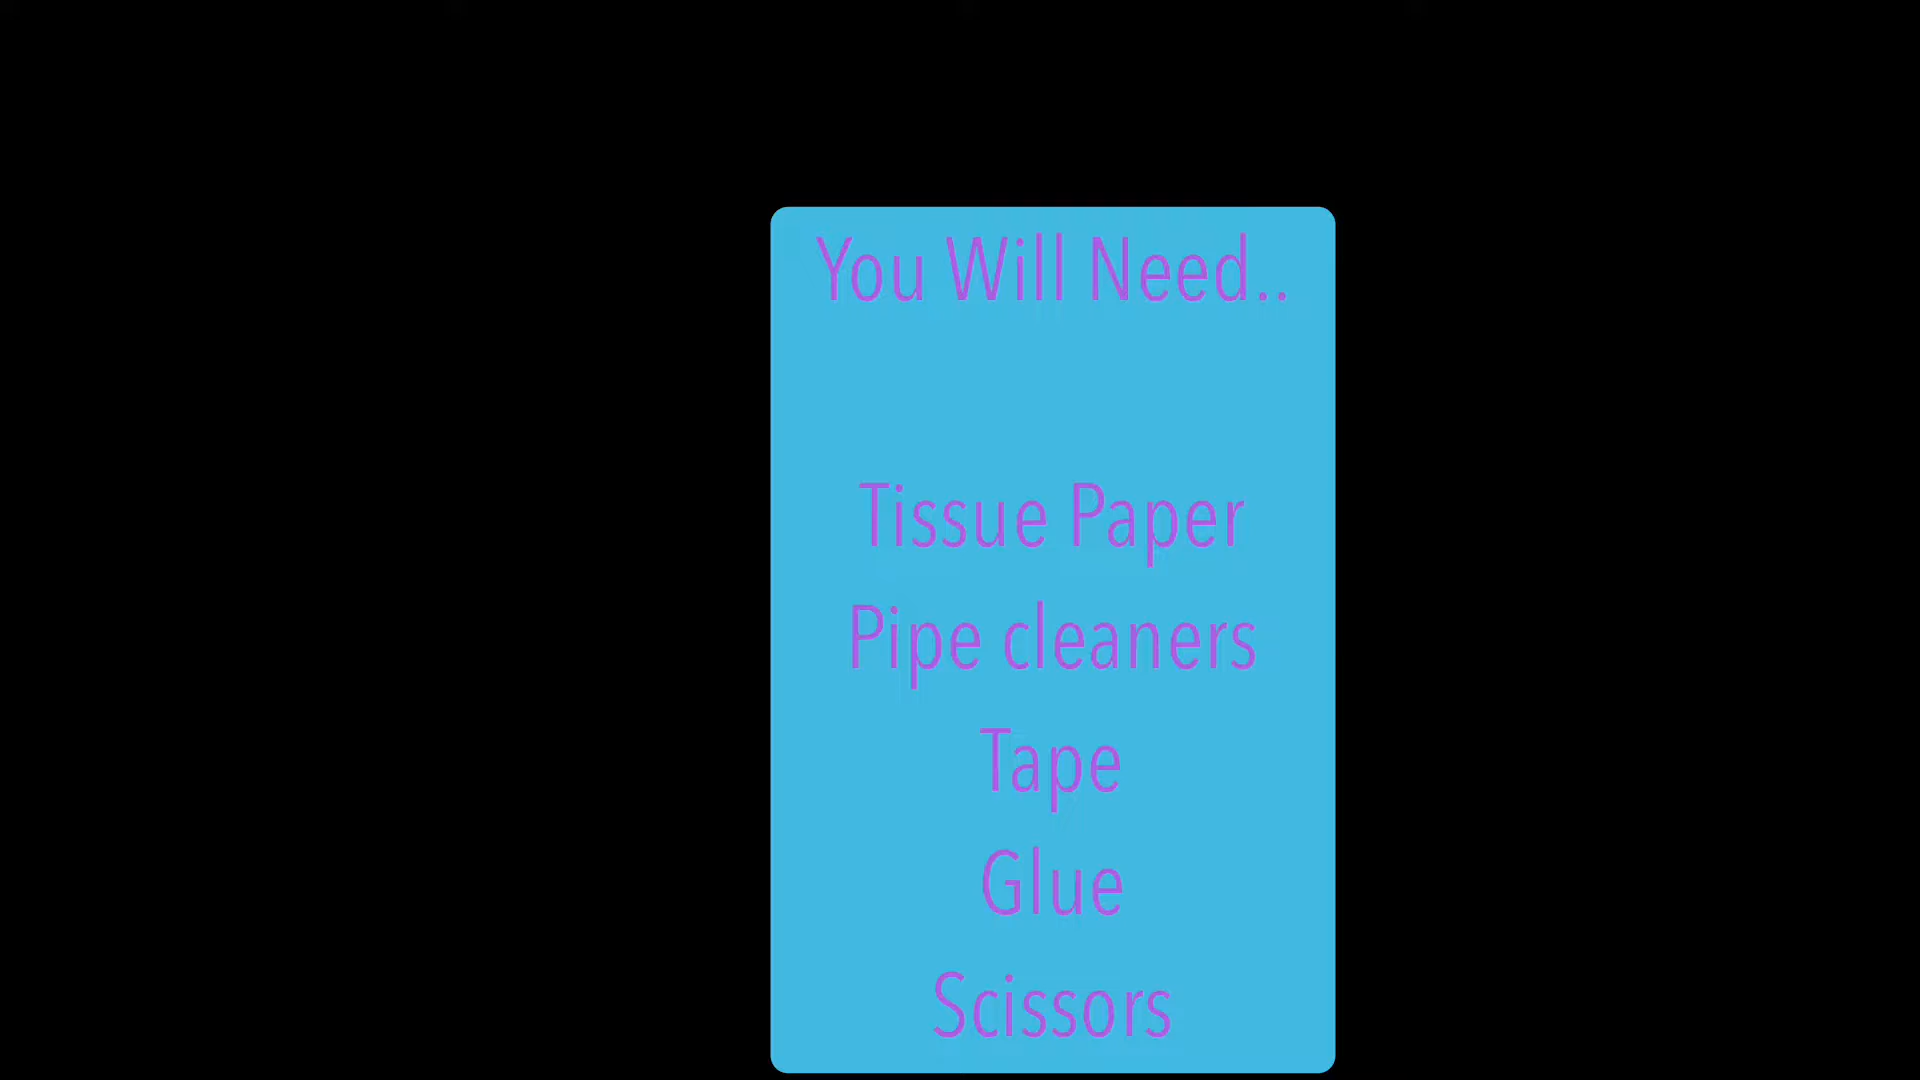 You Will Need..
Tissue Paper
Pipe cleaners
Tape
Glue
Scissors